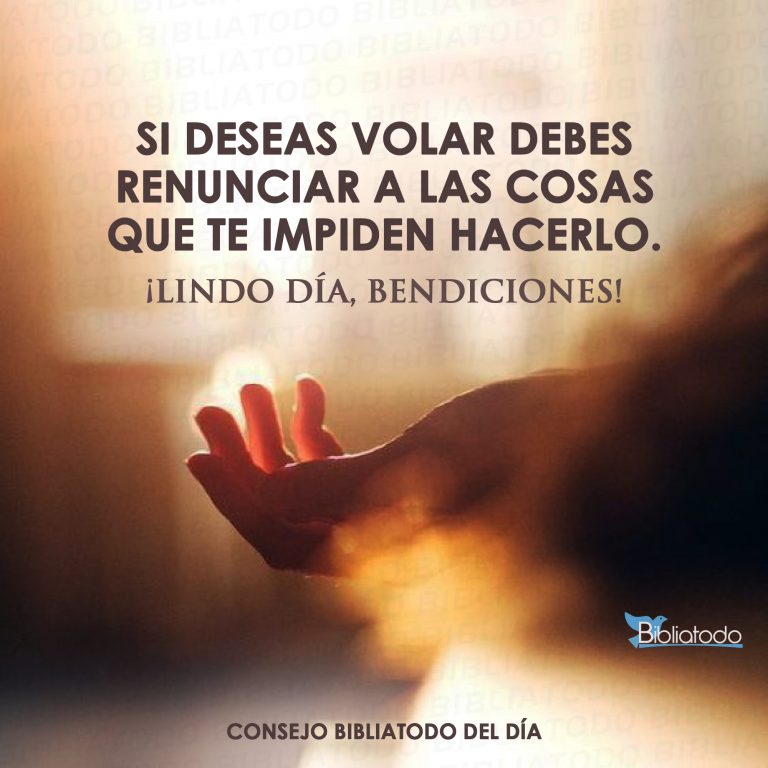 SI DESEAS VOLAR DEBES
RENUNCIAR A LAS COSAS
QUE TE IMPIDEN HACERLO.
¡LINDO DÍA, BENDICIONES!
Bibliatodo
CONSEJO BIBLIATODO DEL DÍA